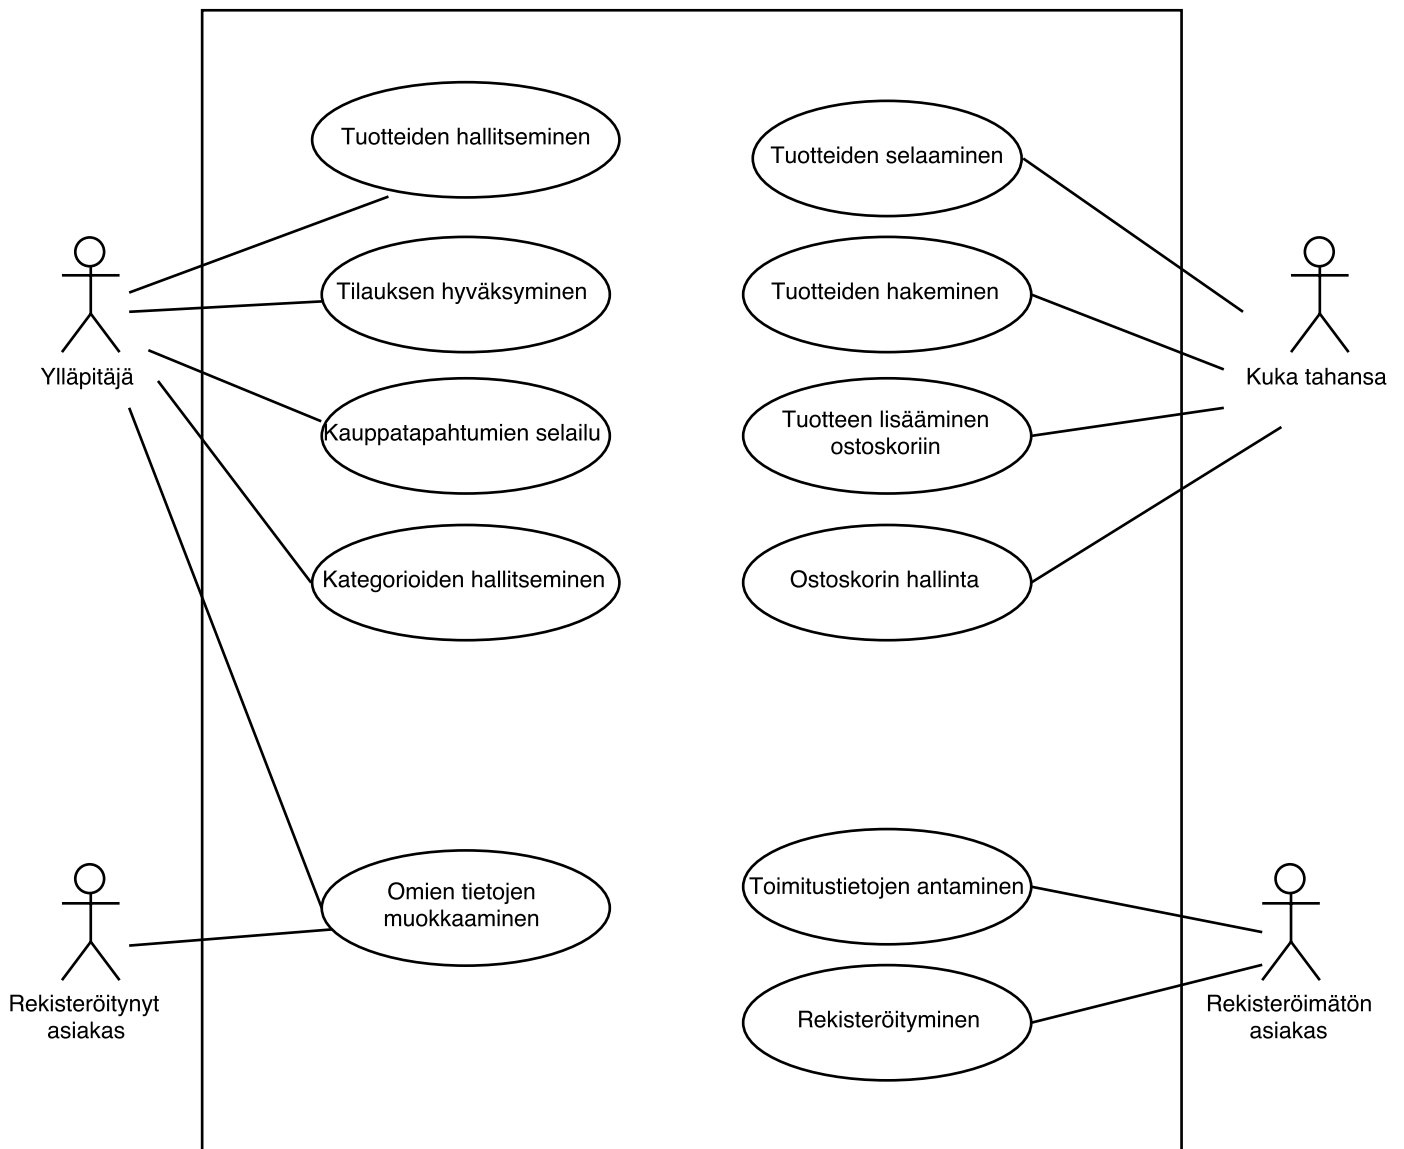 Tuotteiden hallitseminen
Tuotteiden selaaminen
Tilauksen hyväksyminen
Tuotteiden hakeminen
Ylläpitäjä
Kuka tahansa
Kauppatapahtumien selailu
Tuotteen lisääminen
ostoskoriin
Kategorioiden hallitseminen
Ostoskorin hallinta
Omien tietojen
muokkaaminen
Toimitustietojen antaminen
Rekisteröitynyt
asiakas
Rekisteröityminen
Rekisteröimätön
asiakas